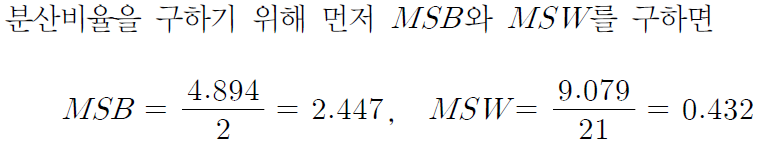 분산비율을 구하기 위해 먼저 MSB와 MSW를 구하면
MSB = 4.894/2 = 2.447, MSW = 9.079/21 = 0.432